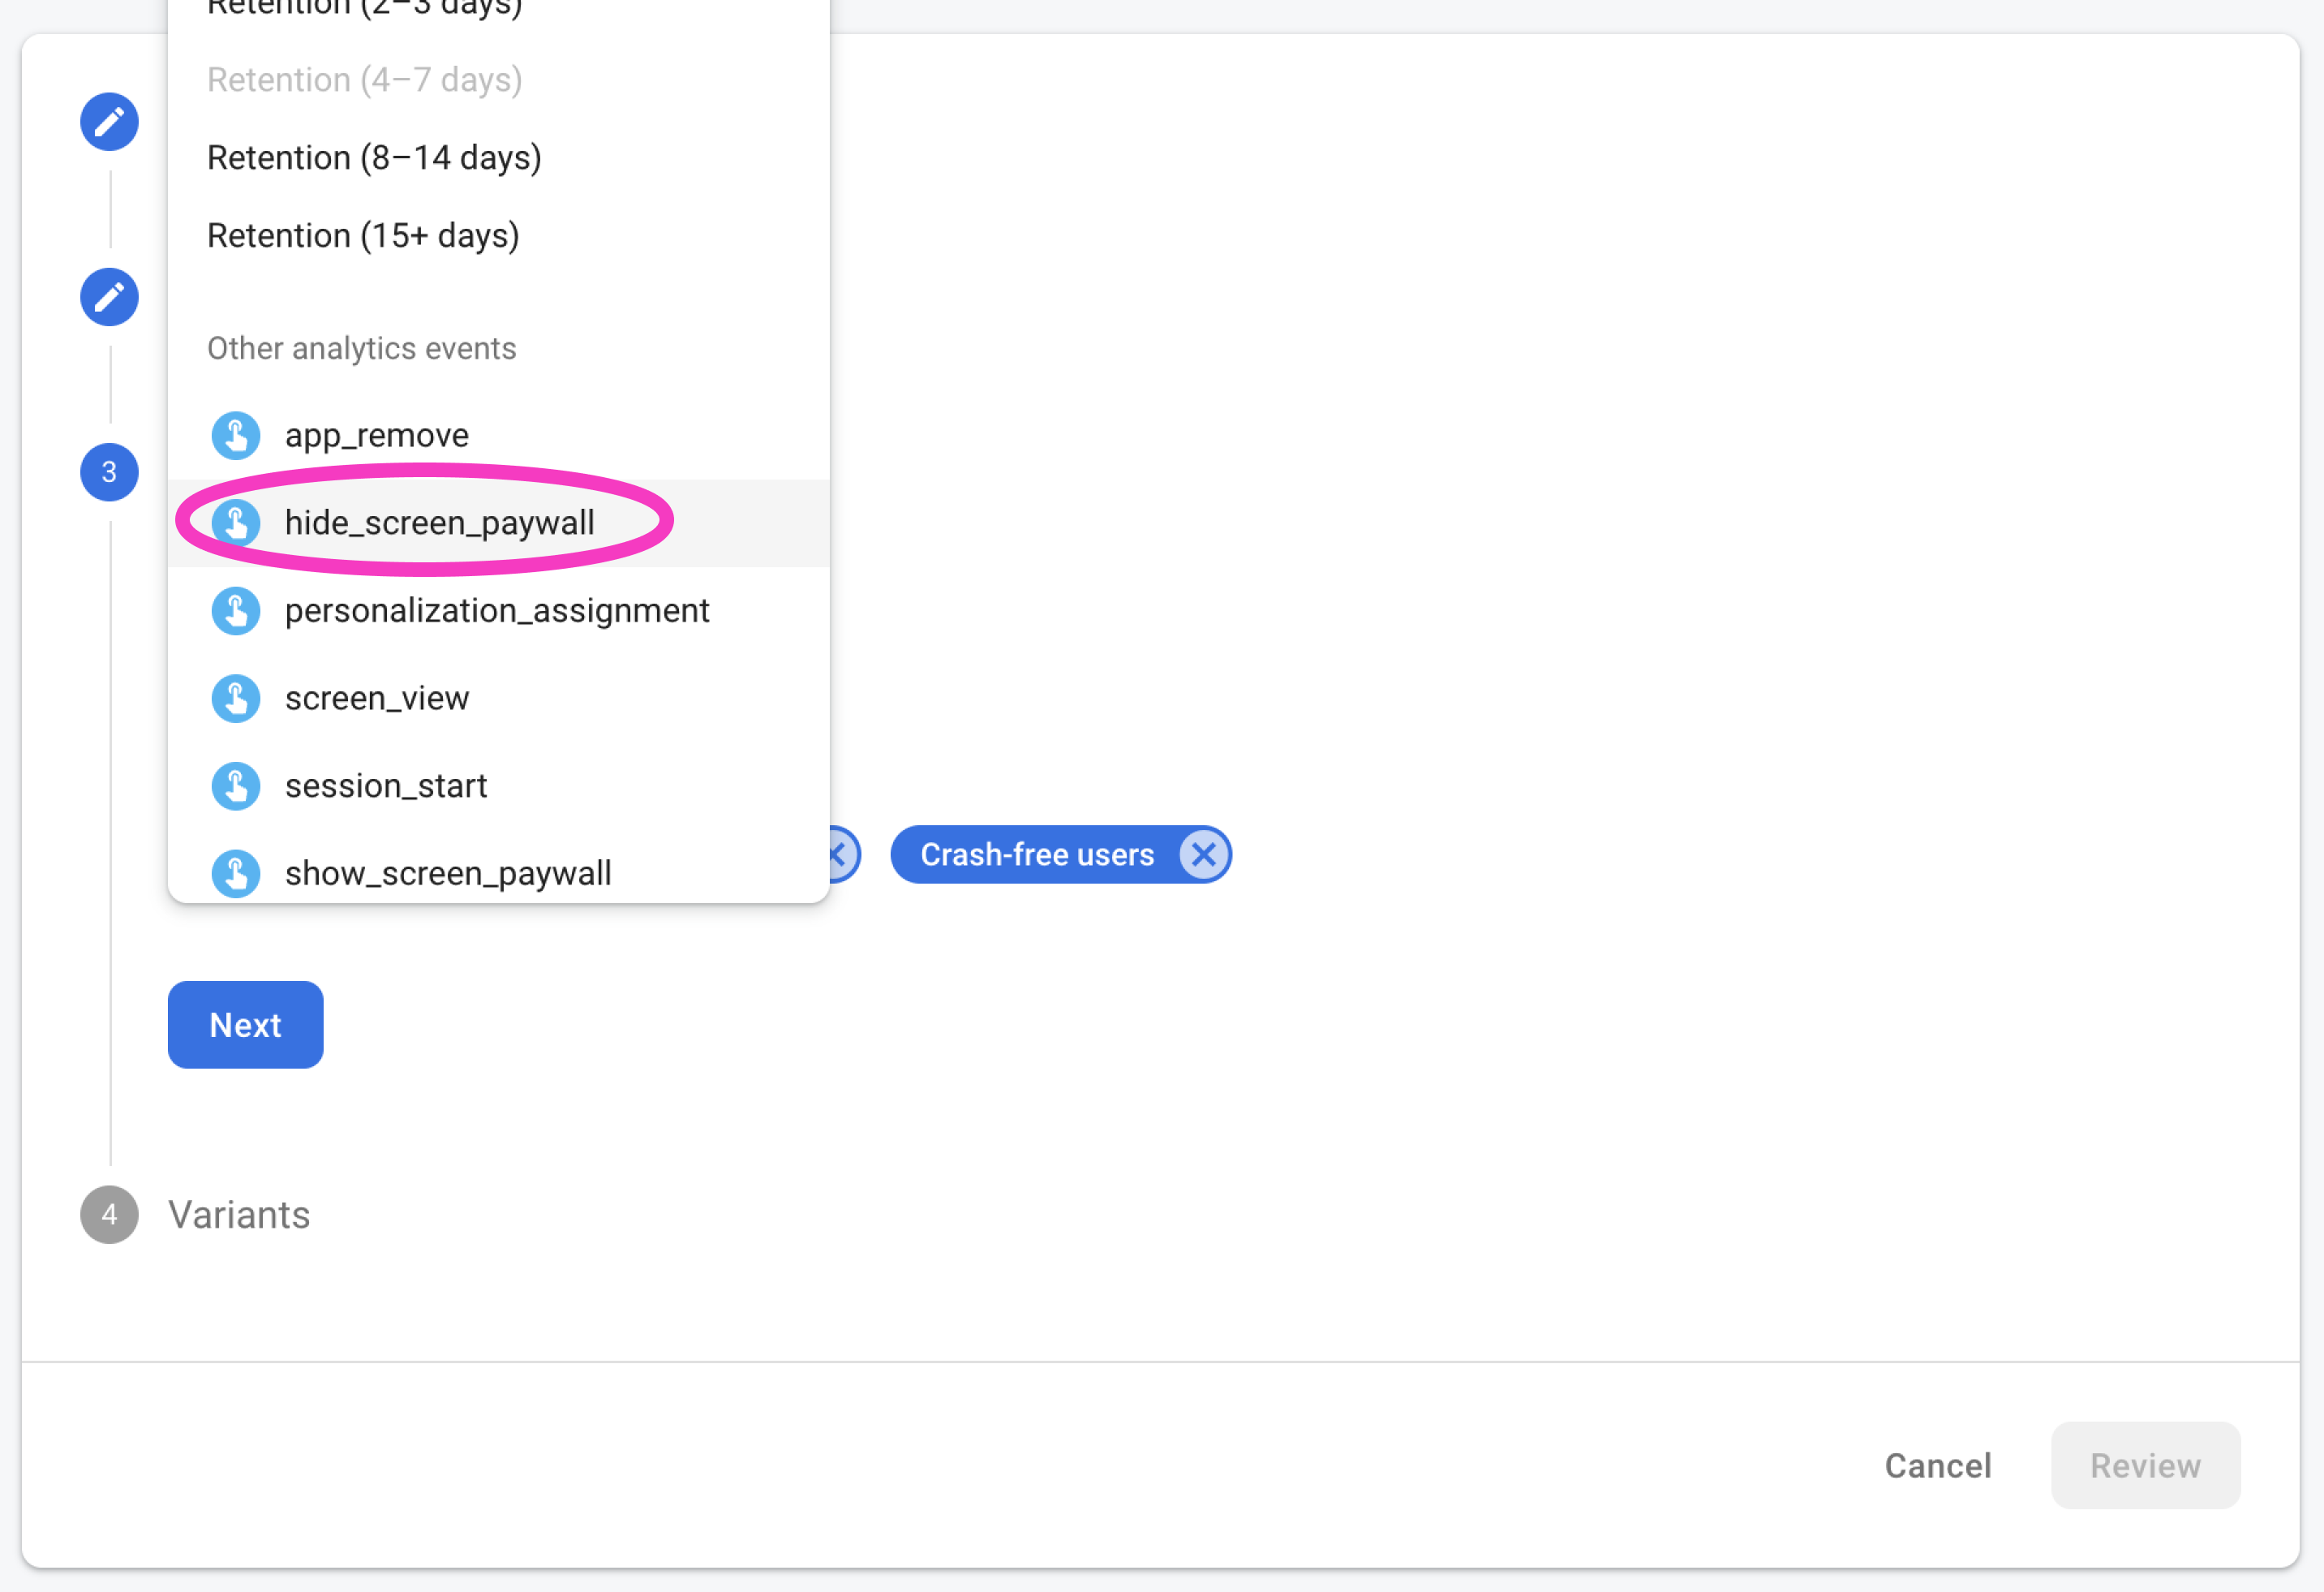 Retention (2–3 days)
Retention (4–7 days)
Retention (8–14 days)
Retention (15+ days)
Other analytics events
app_remove
3
hide_screen_paywall
personalization_assignment
screen_view
session_start
Crash-free users
show_screen_paywall
Next
4 Variants
Cancel Review